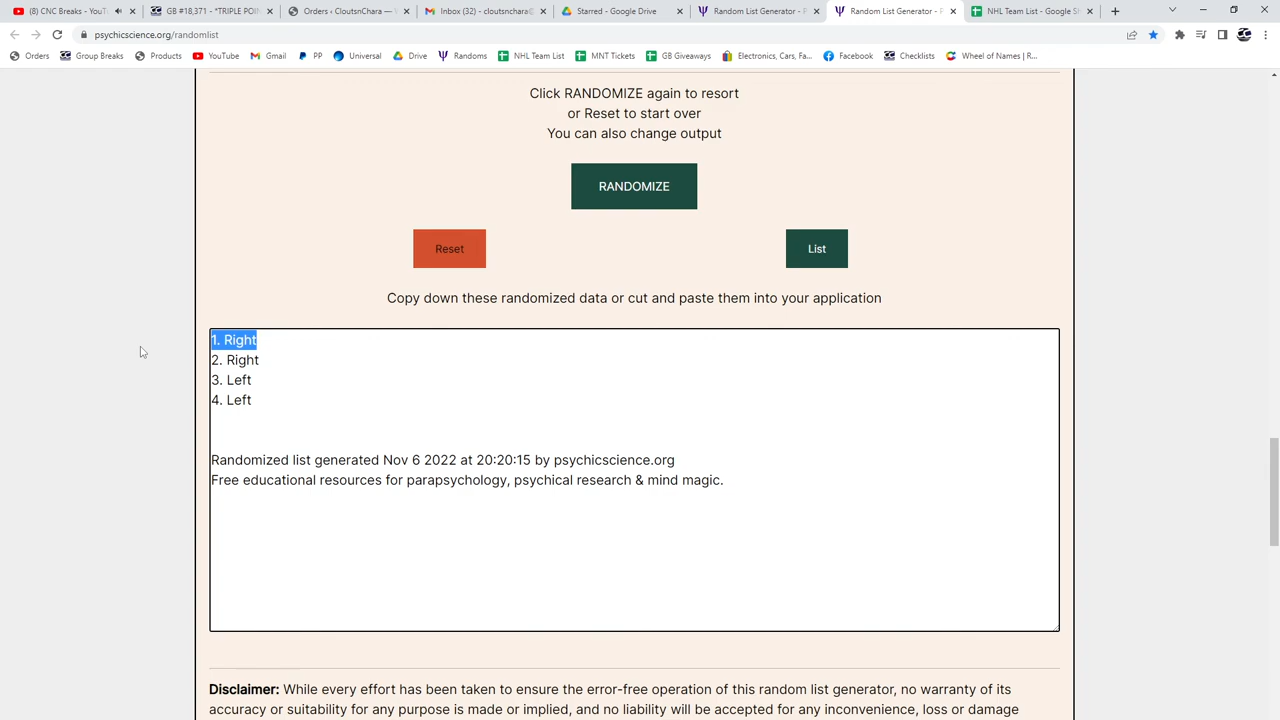 (8) CNC Breaks - YouT
GB #18,371 - *TRIPLE POI
Orders ‹ CloutsnChara — 
Inbox (32) - cloutsnchara@
Starred - Google Drive
Random List Generator - P
Random List Generator - P
NHL Team List - Google Sh
psychicscience.org/randomlist
Orders
Group Breaks
Products
YouTube
Gmail
PP
Universal
Drive
Randoms
NHL Team List
MNT Tickets
GB Giveaways
Electronics, Cars, Fa...
Facebook
Checklists
Wheel of Names | R...
Click RANDOMIZE again to resort
or Reset to start over
You can also change output
RANDOMIZE
Reset
List
Copy down these randomized data or cut and paste them into your application
1. Right
2. Right
3. Left
4. Left
Randomized list generated Nov 6 2022 at 20:20:15 by psychicscience.org
Free educational resources for parapsychology, psychical research & mind magic.
Disclaimer: While every effort has been taken to ensure the error-free operation of this random list generator, no warranty of its
accuracy or suitability for any purpose is made or implied, and no liability will be accepted for any inconvenience, loss or damage